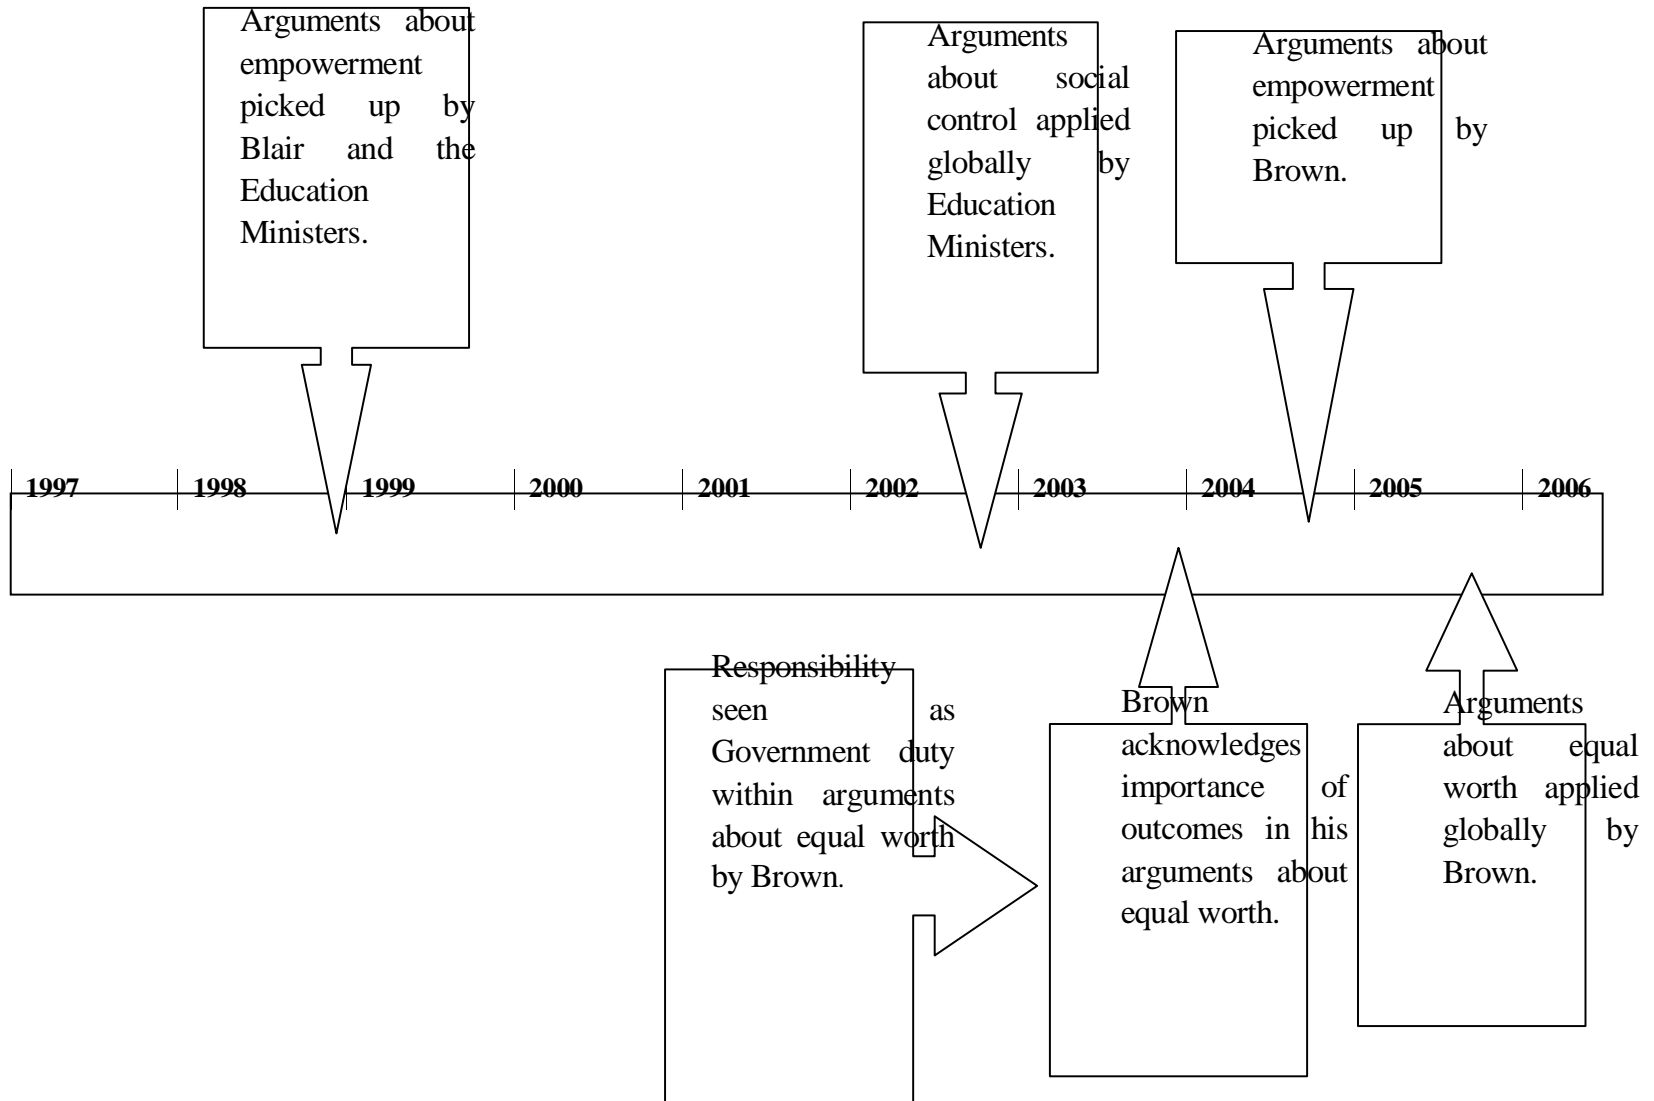 Arguments about
empowerment
picked up by
Blair and the
Education
Ministers.
Arguments
about social
control applied
globally by
Education
Ministers.
Arguments about
empowerment
picked up by
Brown.
1997 1998 1999 2000 2001 2002 2003 2004 2005 2006
Responsibility
seen as
Government duty
within arguments
about equal worth
by Brown.
Brown
acknowledges
importance of
outcomes in his
arguments about
equal worth.
Arguments
about equal
worth applied
globally by
Brown.